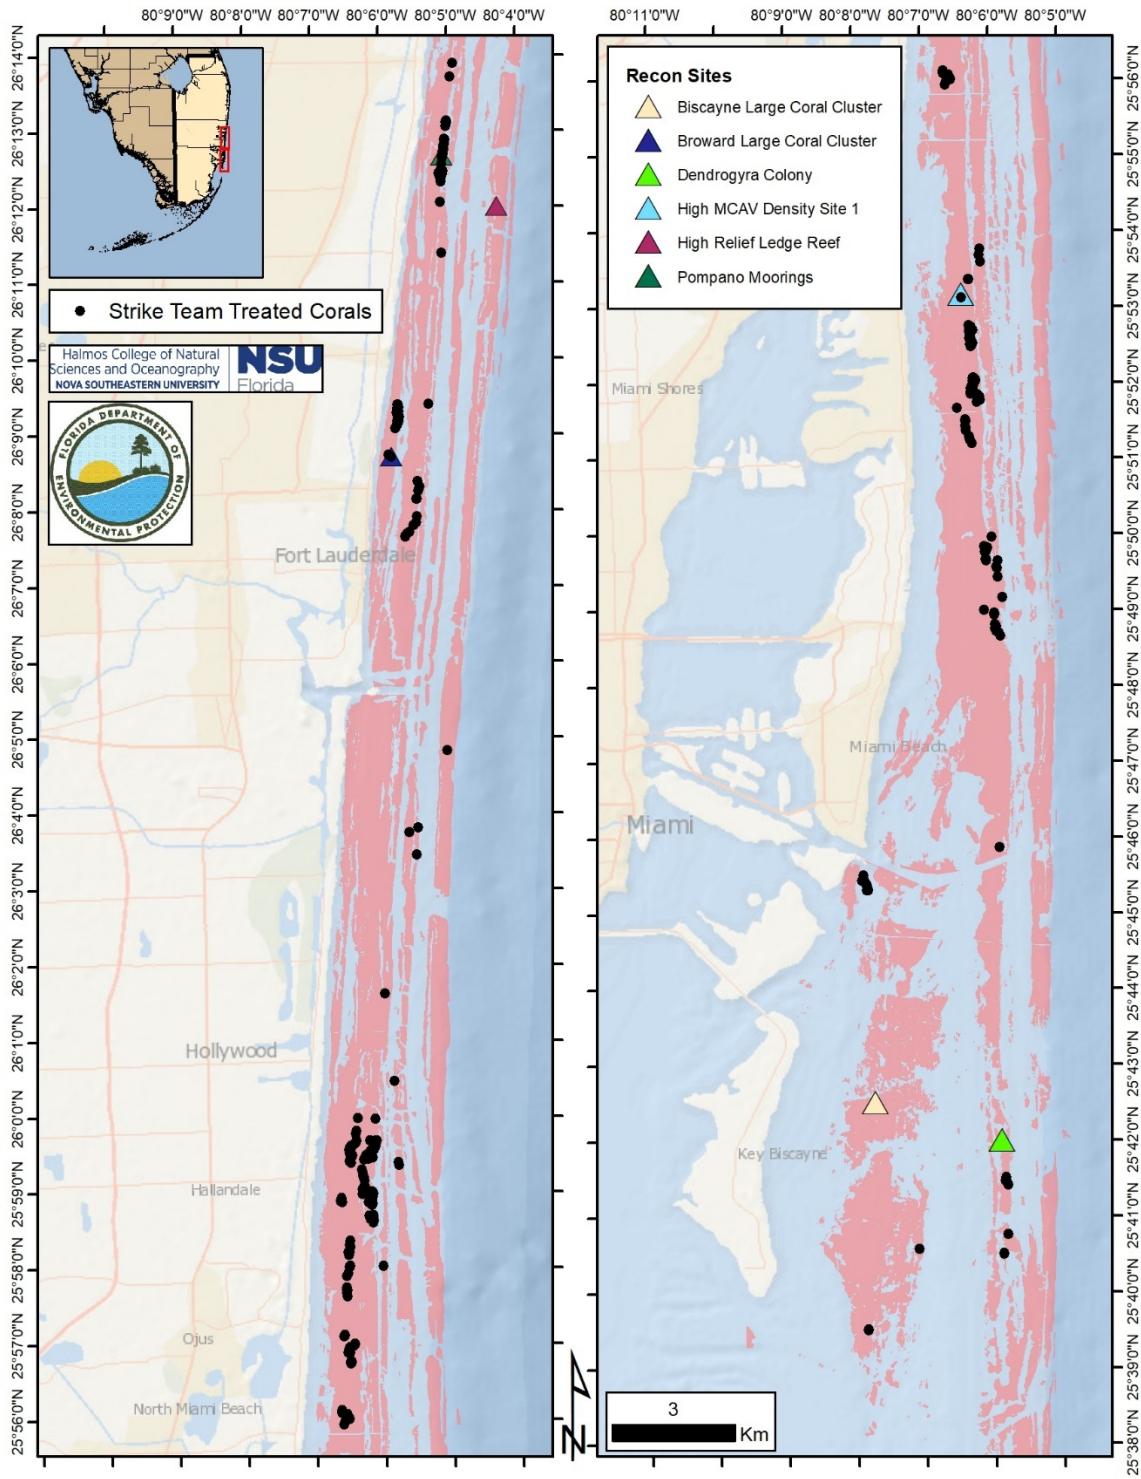 80°9'0"W 80°8'0"W 80°7'0"W 80°6'0"W 80°5'0"W 80°4'0"W
80°11'0"W 80°9'0"W 80°8'0"W 80°7'0"W 80°6'0"W 80°5'0"W
26°14'0"N
26°13'0"N
26°12'0"N
26°11'0"N
26°10'0"N
26°9'0"N
26°8'0"N
26°7'0"N
26°6'0"N
26°5'0"N
26°4'0"N
26°3'0"N
26°2'0"N
26°1'0"N
26°0'0"N
25°59'0"N
25°58'0"N
25°57'0"N
25°56'0"N
Strike Team Treated Corals
Halmos College of Natural
Sciences and Oceanography
NOVA SOUTHEASTERN UNIVERSITY
NSU
Florida
FLORIDA DEPARTMENT OF
ENVIRONMENTAL PROTECTION
Fort Lauderdale
Hollywood
Hallandale
Ojus
North Miami Beach
Recon Sites
Biscayne Large Coral Cluster
Broward Large Coral Cluster
Dendrogyra Colony
High MCAV Density Site 1
High Relief Ledge Reef
Pompano Moorings
Miami Shores
Miami Beach
Miami
Key Biscayne
N
3
Km
25°56'0"N
25°55'0"N
25°54'0"N
25°53'0"N
25°52'0"N
25°51'0"N
25°50'0"N
25°49'0"N
25°48'0"N
25°47'0"N
25°46'0"N
25°45'0"N
25°44'0"N
25°43'0"N
25°42'0"N
25°41'0"N
25°40'0"N
25°39'0"N
25°38'0"N